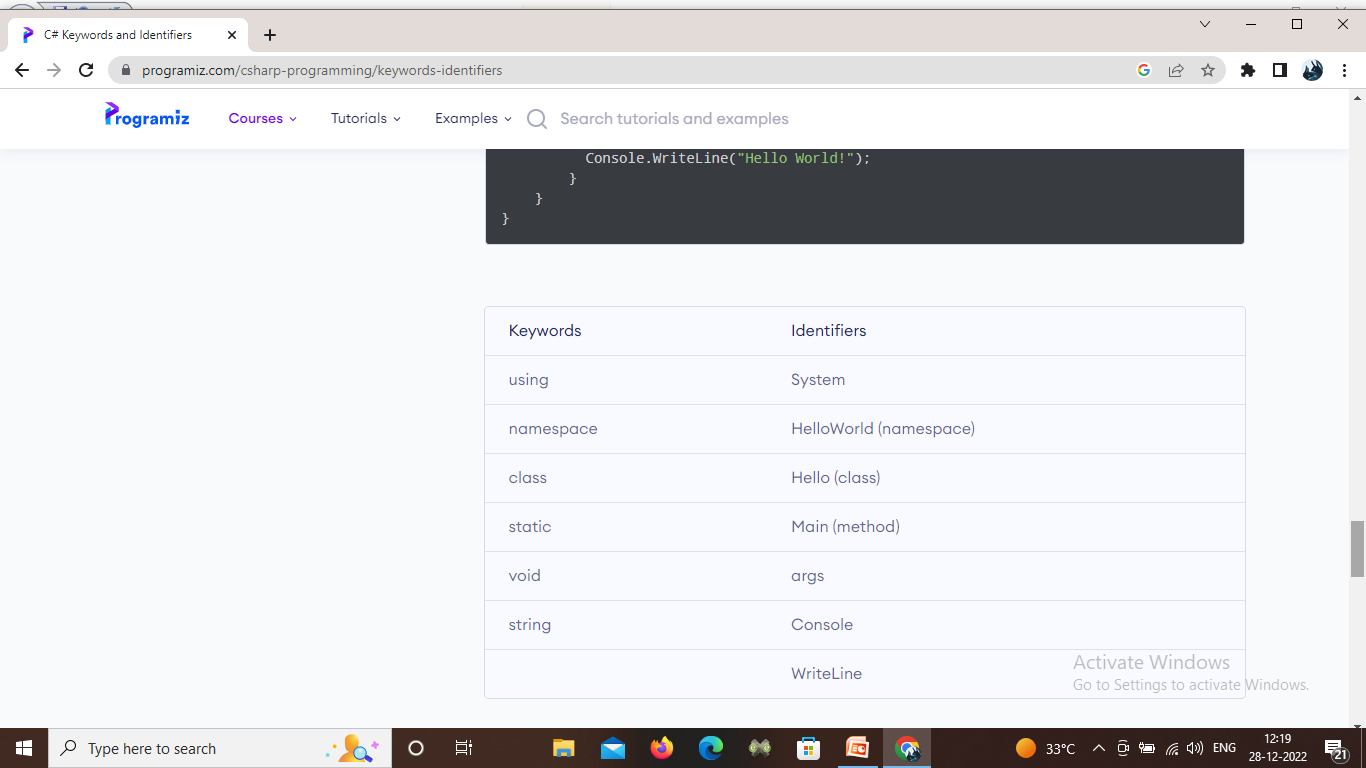 C# Keywords and Identifiers
programiz.com/csharp-programming/keywords-identifiers
Programiz Courses Tutorials Examples Search tutorials and examples
Console.WriteLine("Hello World!");
}
}
}
Keywords Identifiers
using System
namespace HelloWorld (namespace)
class Hello (class)
static Main (method)
void args
string Console
WriteLine
Activate Windows
Go to Settings to activate Windows.
Type here to search 33°C ENG 12:19
28-12-2022 21